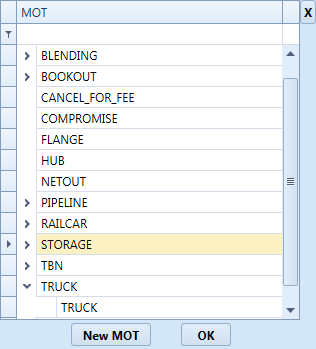 MOT
X
BLENDING
BOOKOUT
CANCEL_FOR_FEE
COMPROMISE
FLANGE
HUB
NETOUT
PIPELINE
RAILCAR
STORAGE
TBN
TRUCK
TRUCK
New MOT OK